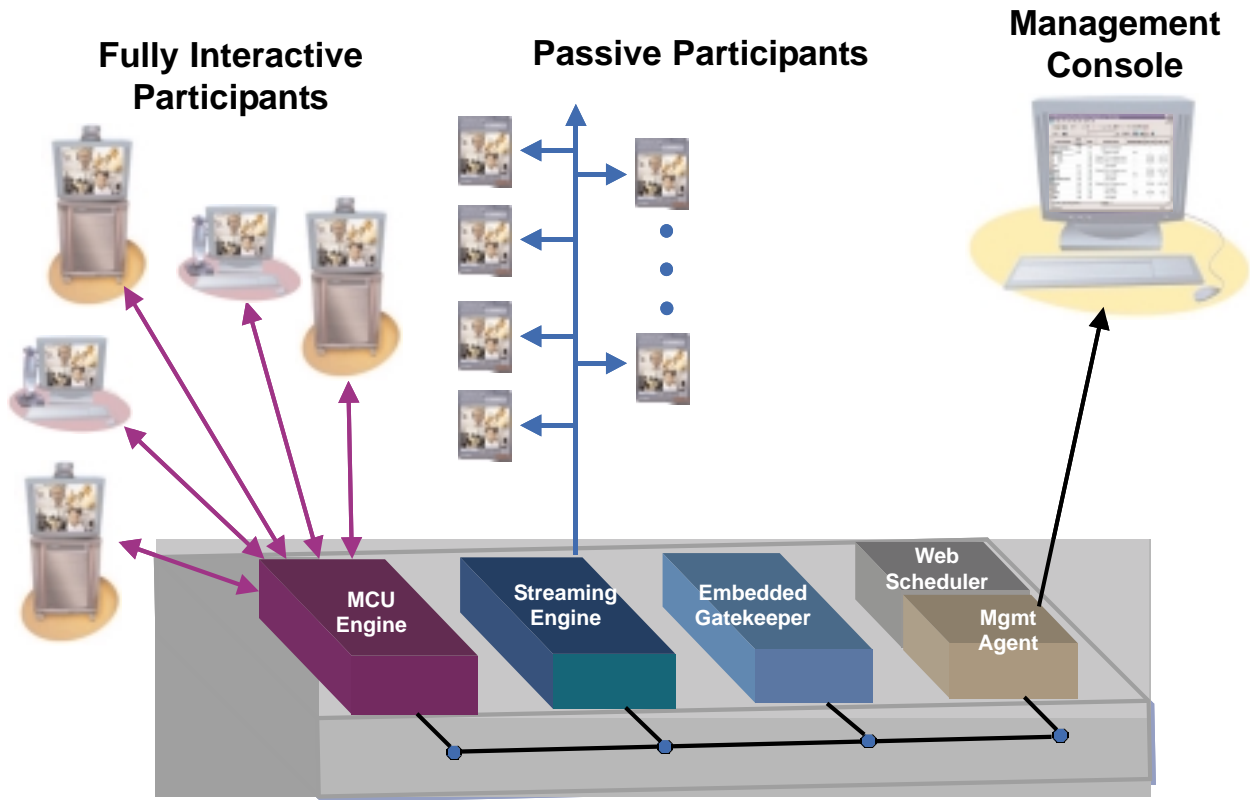 Fully Interactive
Participants
Passive Participants
Management
Console
MCU
Engine
Streaming
Engine
Embedded
Gatekeeper
Web
Scheduler
Mgmt
Agent